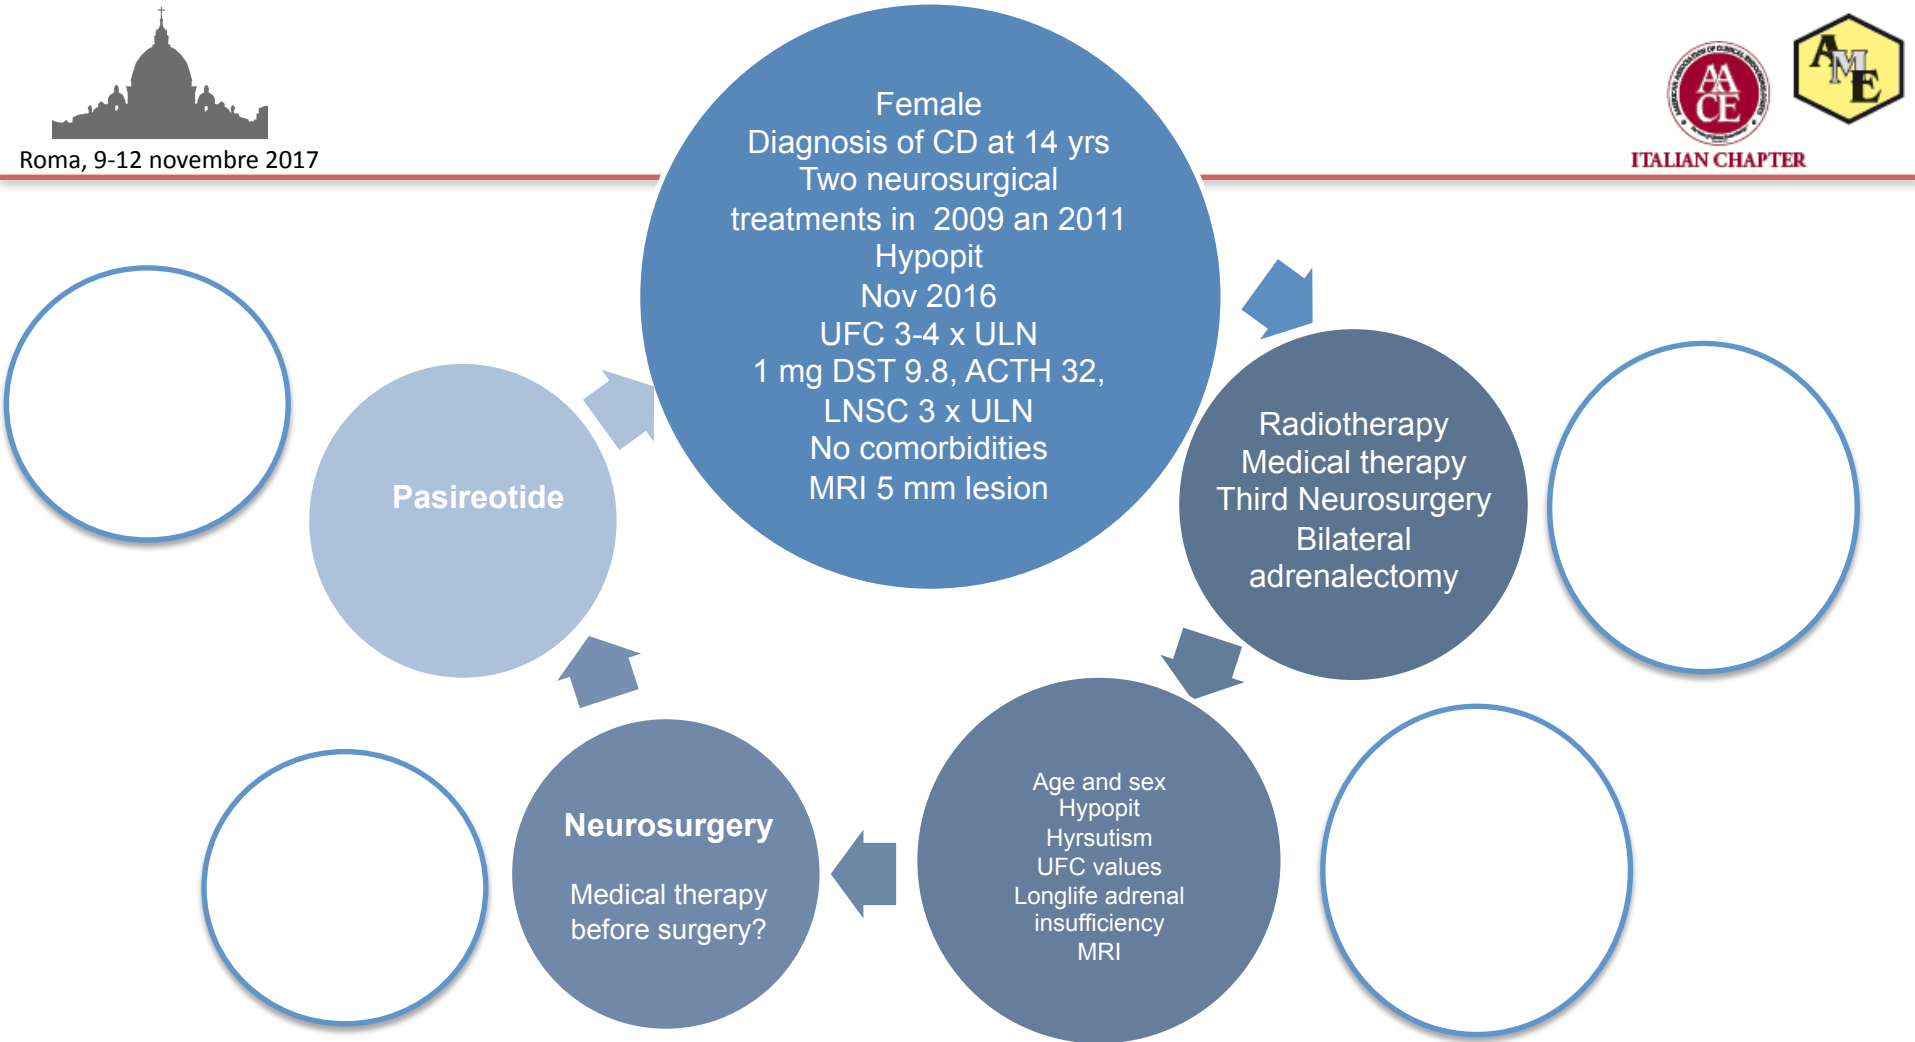 Roma, 9-12 novembre 2017
AA
CE
ITALIAN CHAPTER
AME
Female
Diagnosis of CD at 14 yrs
Two neurosurgical
treatments in 2009 an 2011
Hypopit
Nov 2016
UFC 3-4 x ULN
1 mg DST 9.8, ACTH 32,
LNSC 3 x ULN
No comorbidities
MRI 5 mm lesion
Radiotherapy
Medical therapy
Third Neurosurgery
Bilateral
adrenalectomy
Age and sex
Hypopit
Hyrsutism
UFC values
Longlife adrenal
insufficiency
MRI
Neurosurgery
Medical therapy
before surgery?
Pasireotide